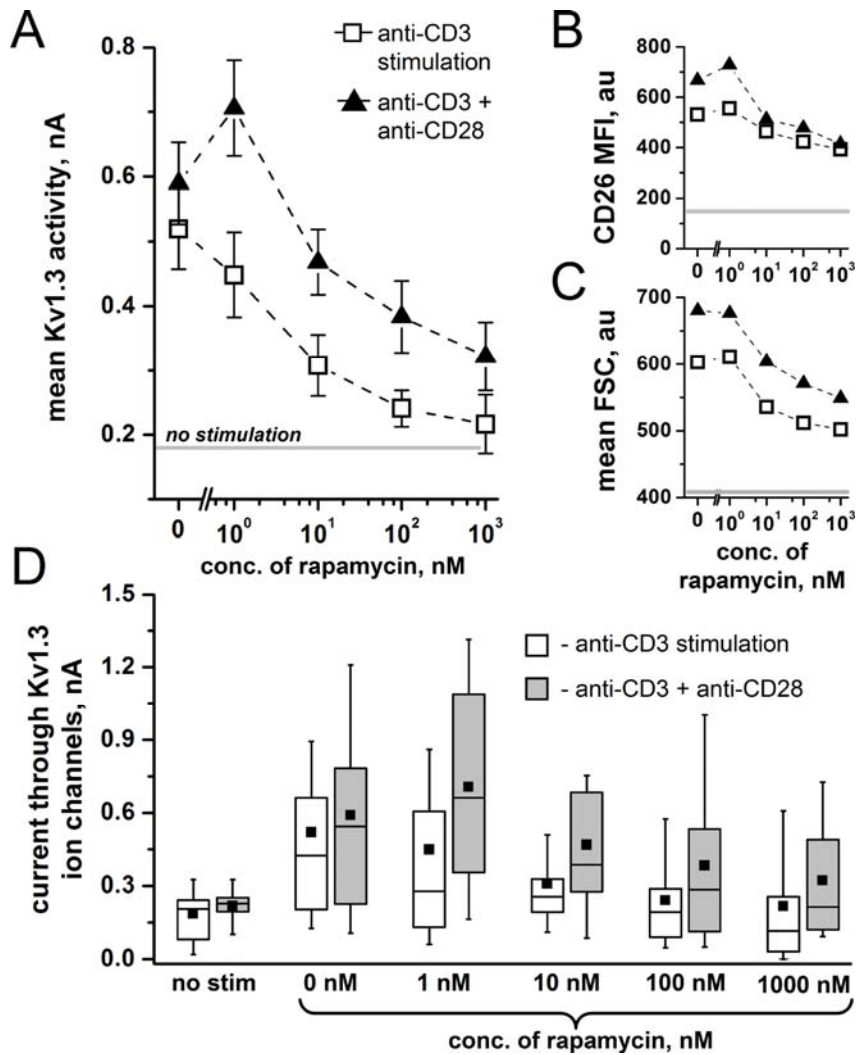 A
mean Kv1.3 activity, nA
0.8
0.6
0.4
0.2
anti-CD3
stimulation
anti-CD3 +
anti-CD28
no stimulation
0 10⁰ 10¹ 10² 10³
conc. of rapamycin, nM
B
CD26 MFI, au
800
600
400
200
0
0 10⁰ 10¹ 10² 10³
C
mean FSC, au
700
600
500
400
0 10⁰ 10¹ 10² 10³
conc. of
rapamycin, nM
D
current through Kv1.3
ion channels, nA
1.5
1.2
0.9
0.6
0.3
0.0
- anti-CD3 stimulation
- anti-CD3 + anti-CD28
no stim 0 nM 1 nM 10 nM 100 nM 1000 nM
conc. of rapamycin, nM